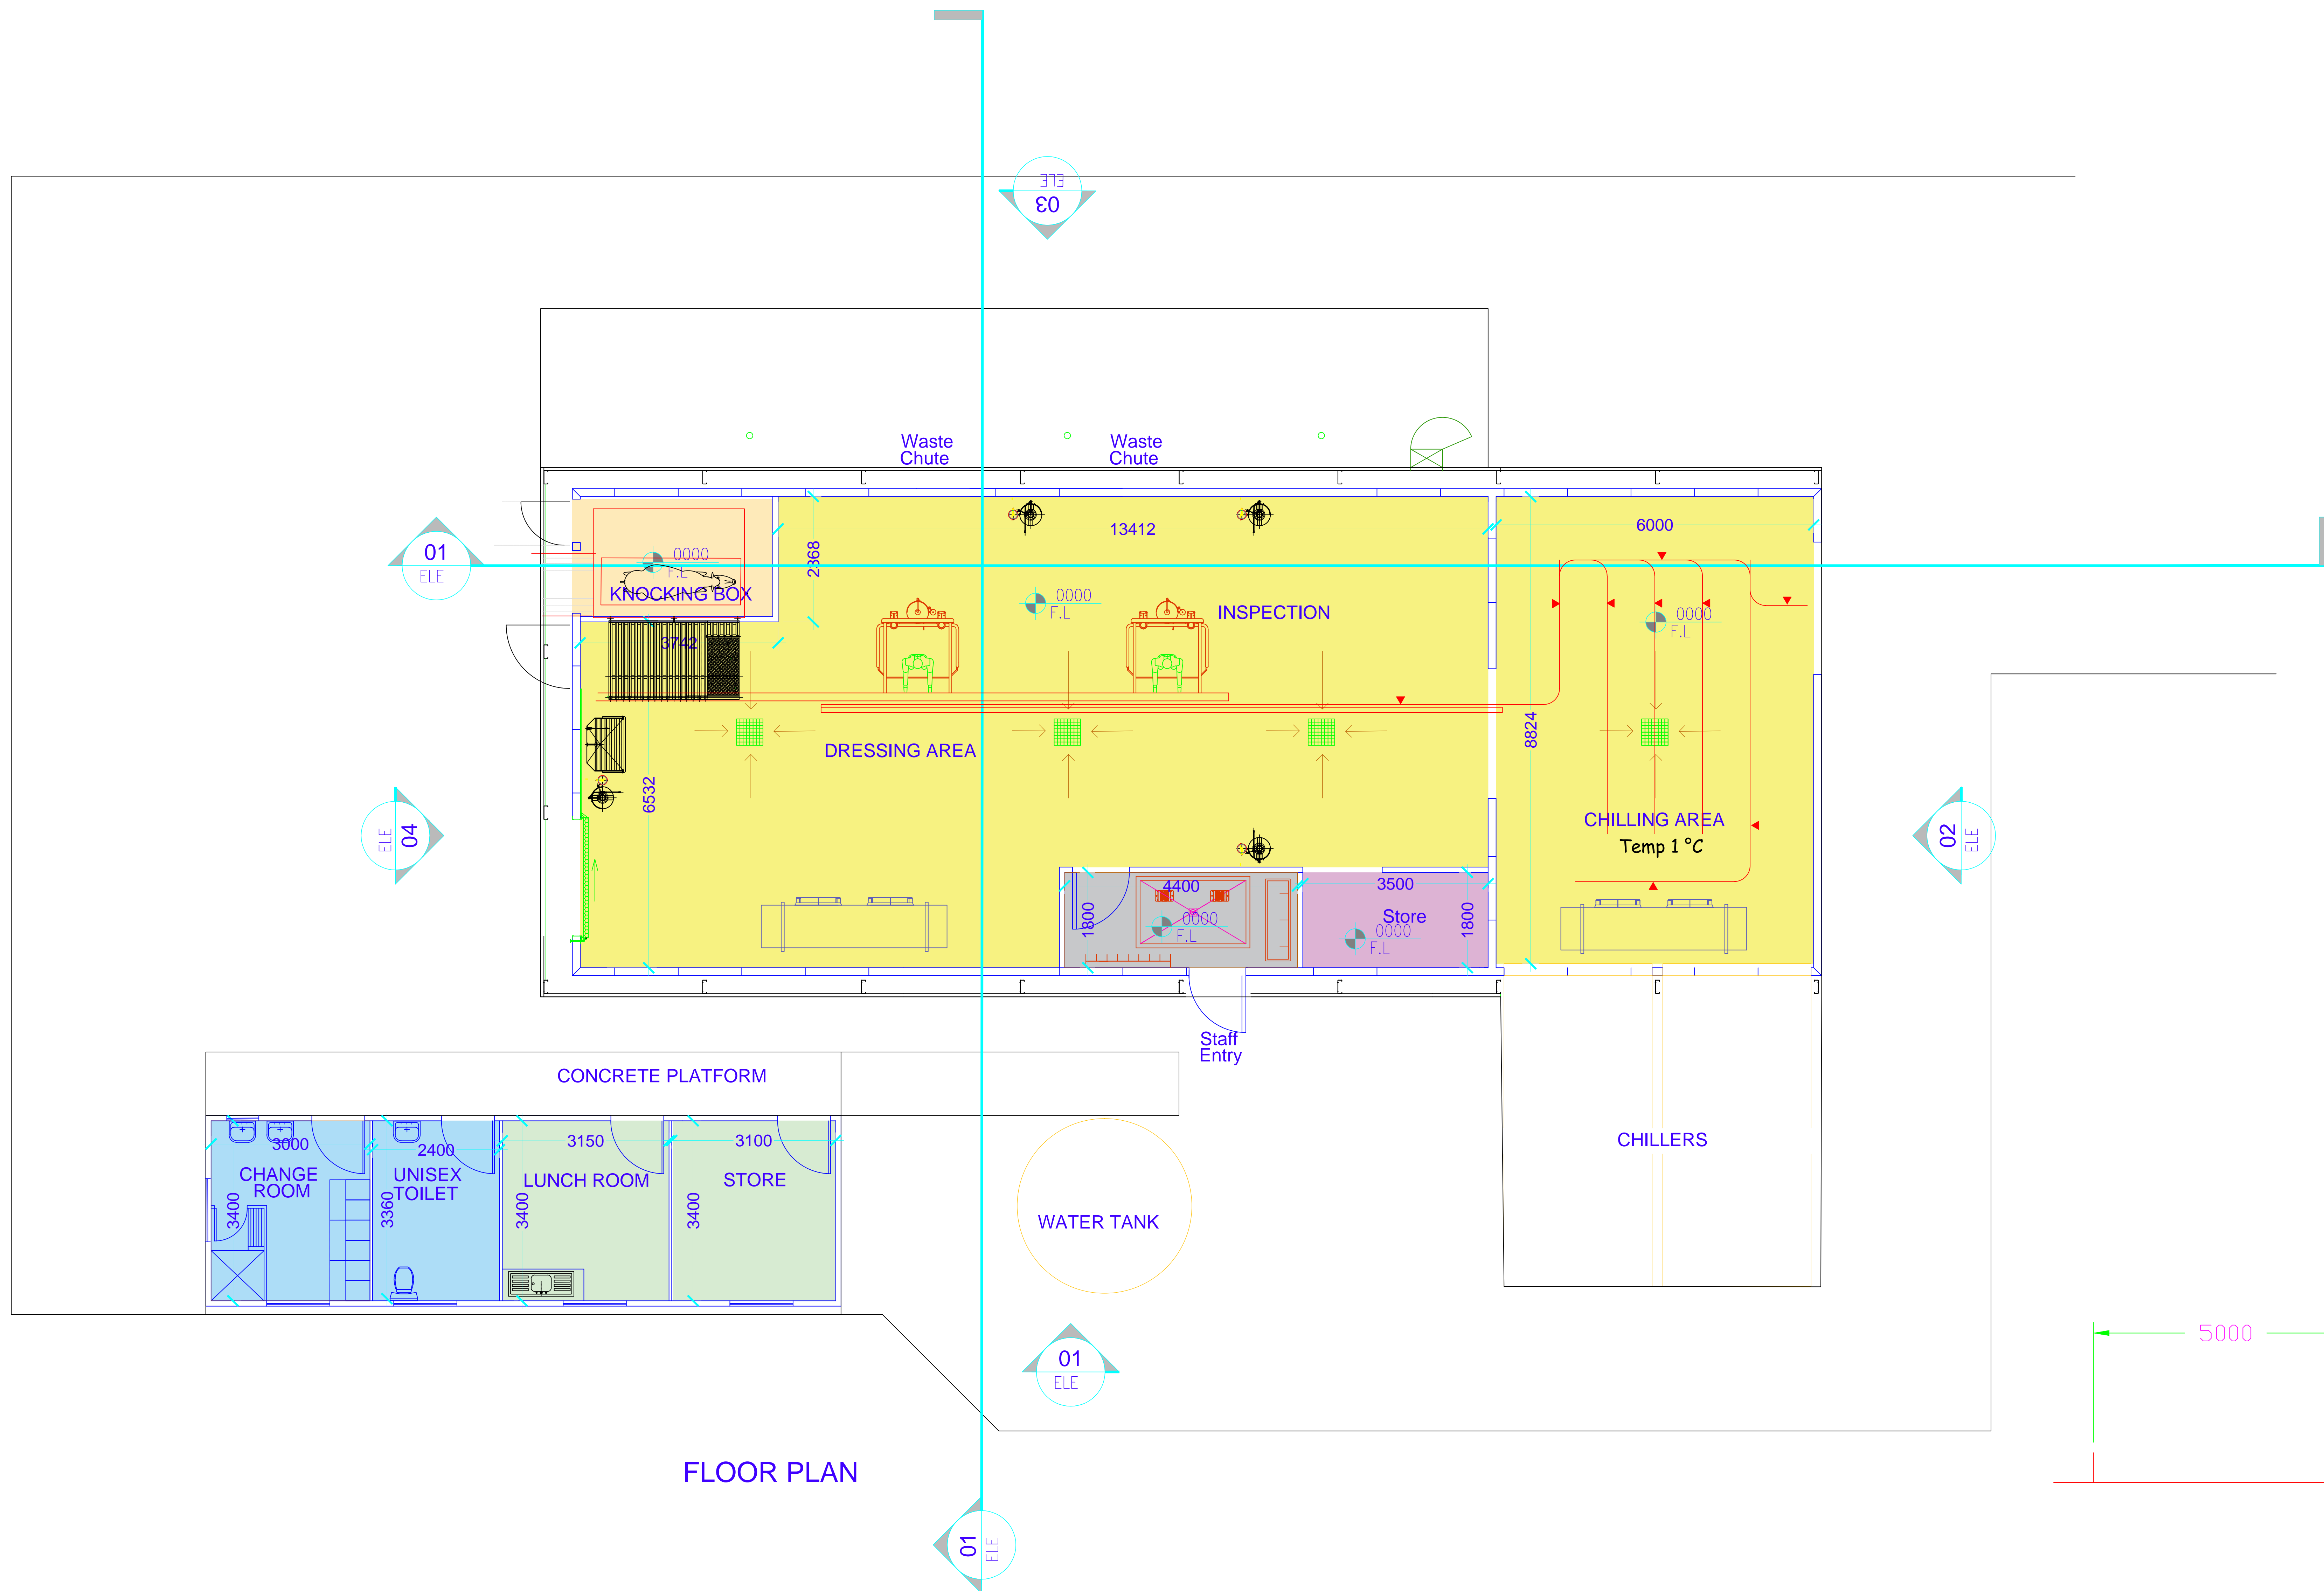 ELE
03
Waste
Chute
Waste
Chute
01
ELE
13412
6000
2368
0000
F.L
KNOCKING BOX
0000
F.L
INSPECTION
0000
F.L
3742
DRESSING AREA
8824
6532
04
ELE
CHILLING AREA
Temp 1 °C
02
ELE
4400
3500
1800
0000
F.L
Store
0000
F.L
1800
Staff
Entry
CONCRETE PLATFORM
3000
2400
3150
3100
CHANGE
ROOM
UNISEX
TOILET
LUNCH ROOM
STORE
3400
3360
3400
3400
CHILLERS
WATER TANK
5000
01
ELE
FLOOR PLAN
01
ELE